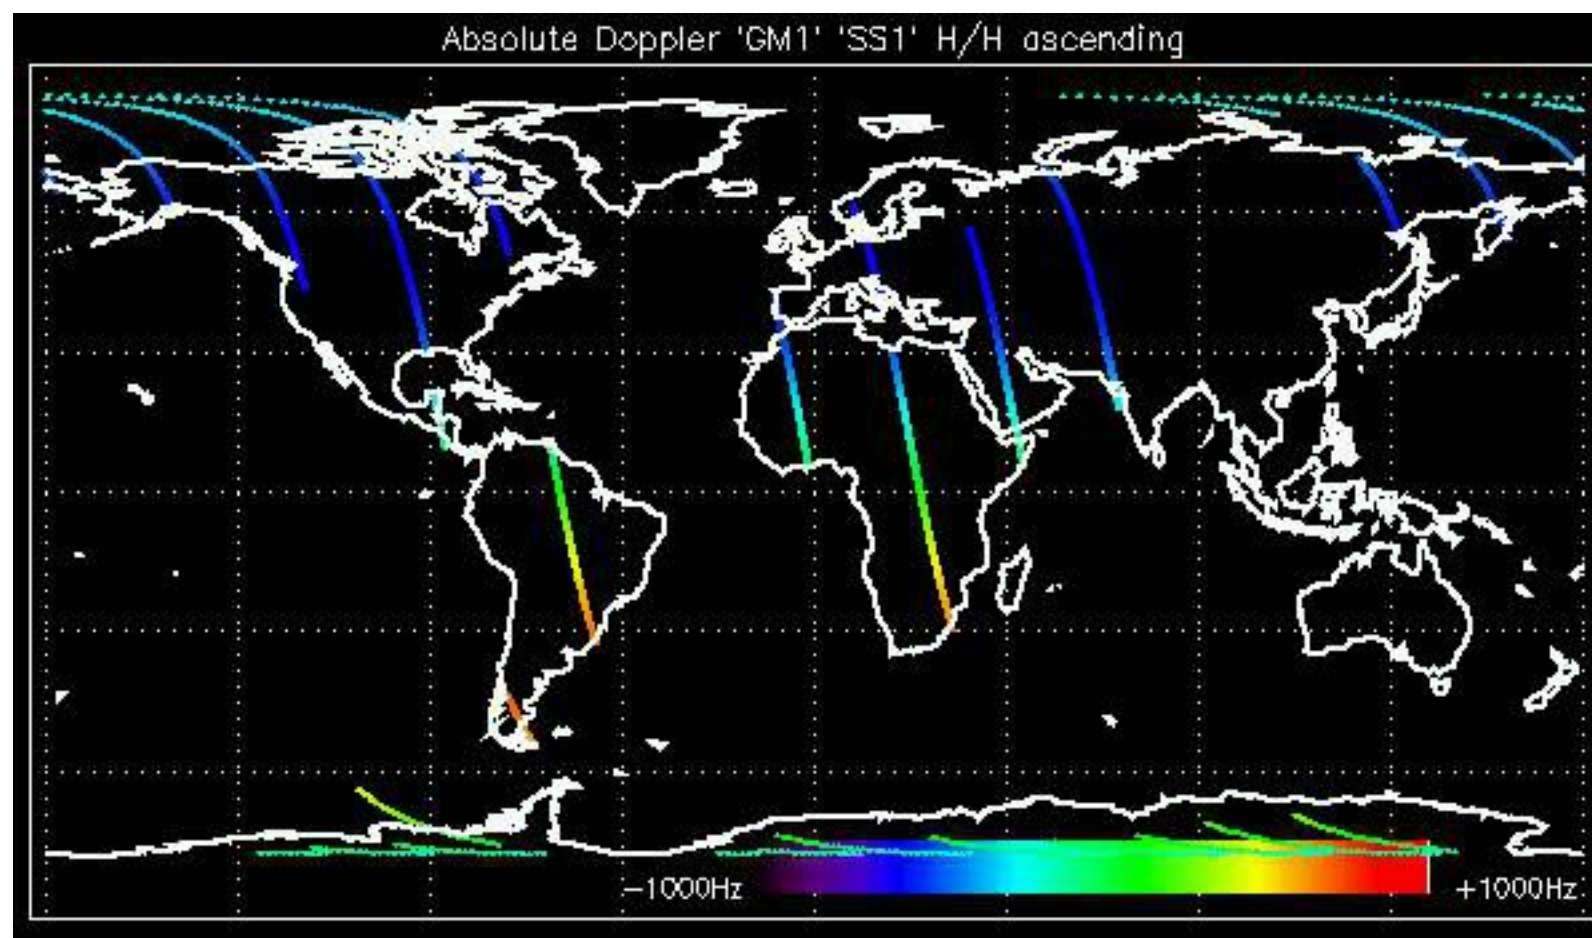 Absolute Doppler 'GM1' 'SS1' H/H ascending
−1000Hz
+1000Hz